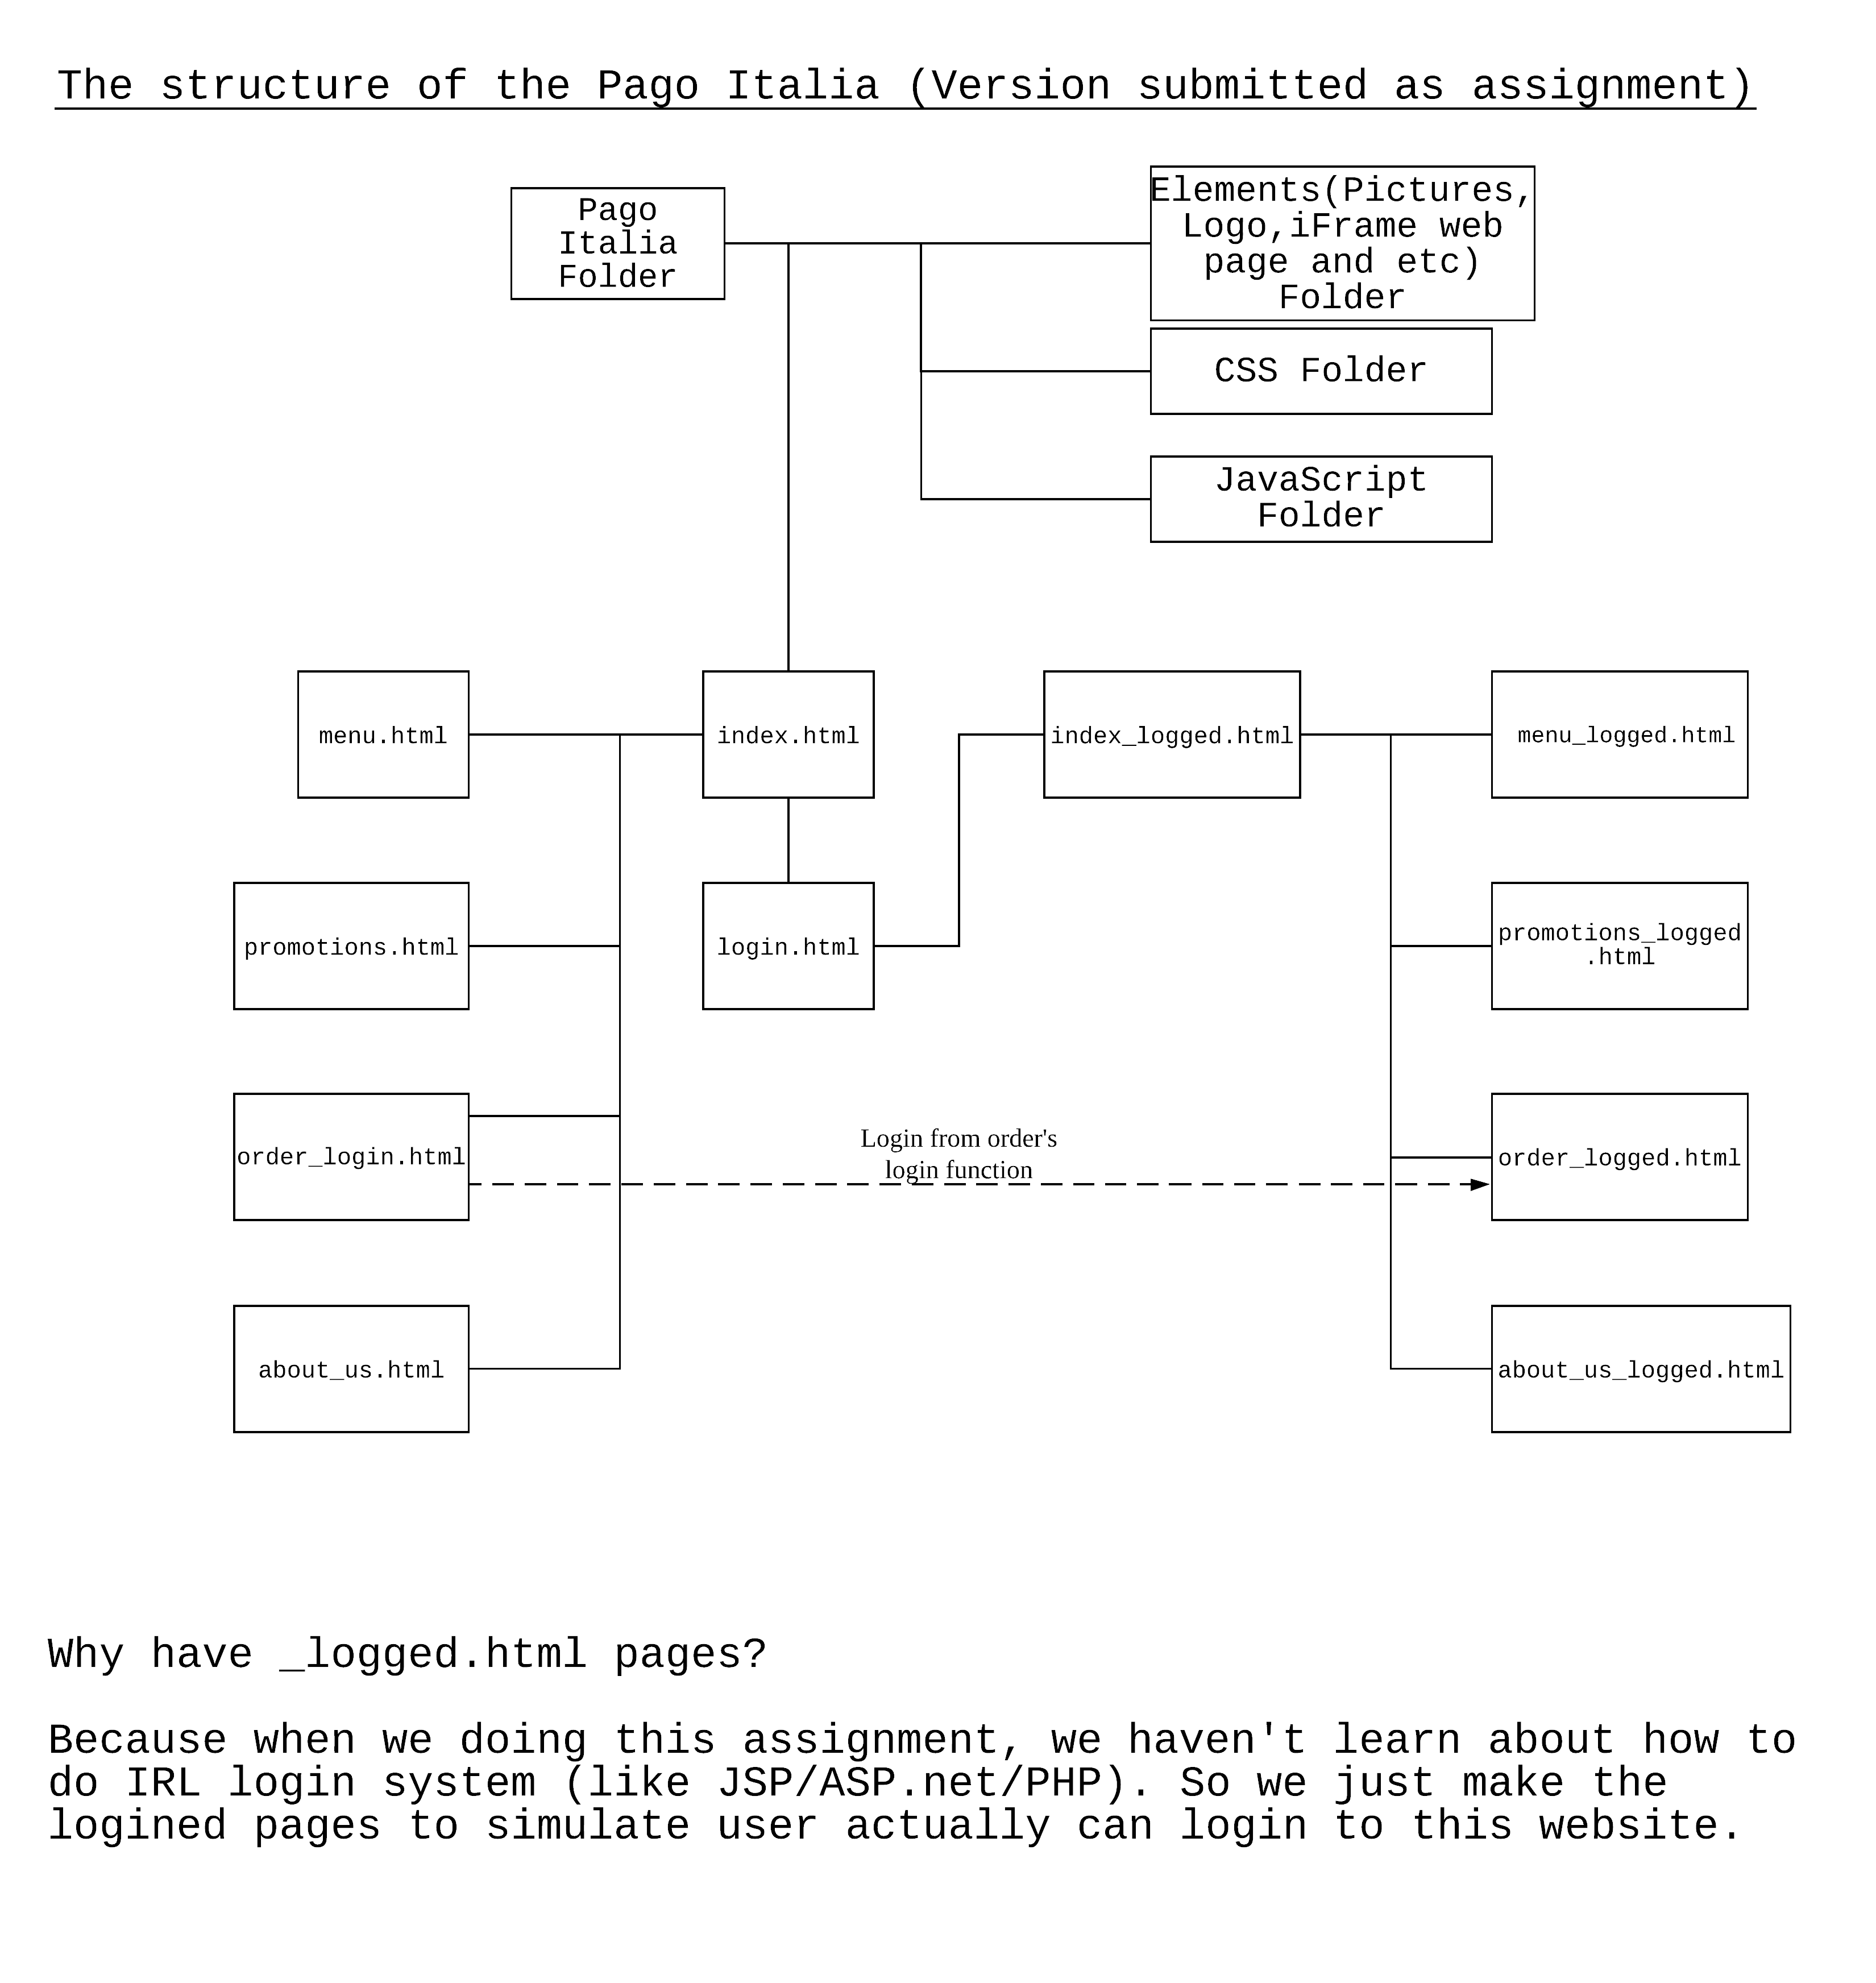 The structure of the Pago Italia (Version submitted as assignment)
Pago
Italia
Folder
Elements(Pictures,
Logo,iFrame web
page and etc)
Folder
CSS Folder
JavaScript
Folder
menu.html
index.html
index_logged.html
menu_logged.html
promotions.html
login.html
promotions_logged
.html
order_login.html
Login from order's
login function
order_logged.html
about_us.html
about_us_logged.html
Why have _logged.html pages?
Because when we doing this assignment, we haven't learn about how to
do IRL login system (like JSP/ASP.net/PHP). So we just make the
logined pages to simulate user actually can login to this website.